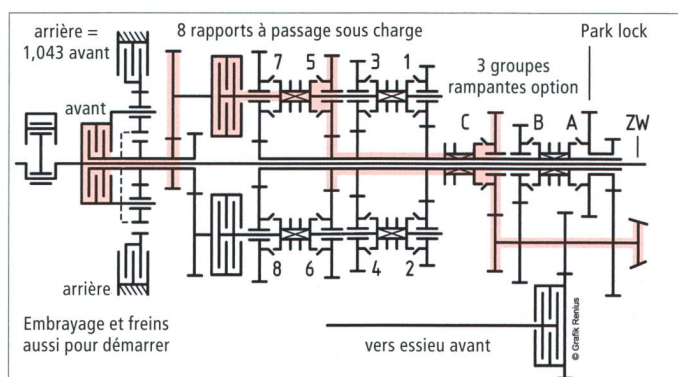 arrière =
1,043 avant
8 rapports à passage sous charge
Park lock
avant
7 5 3 1
3 groupes
rampantes option
C B A ZW
8 6 4 2
arrière
Embrayage et freins
aussi pour démarrer
vers essieu avant
© Grafik Renius